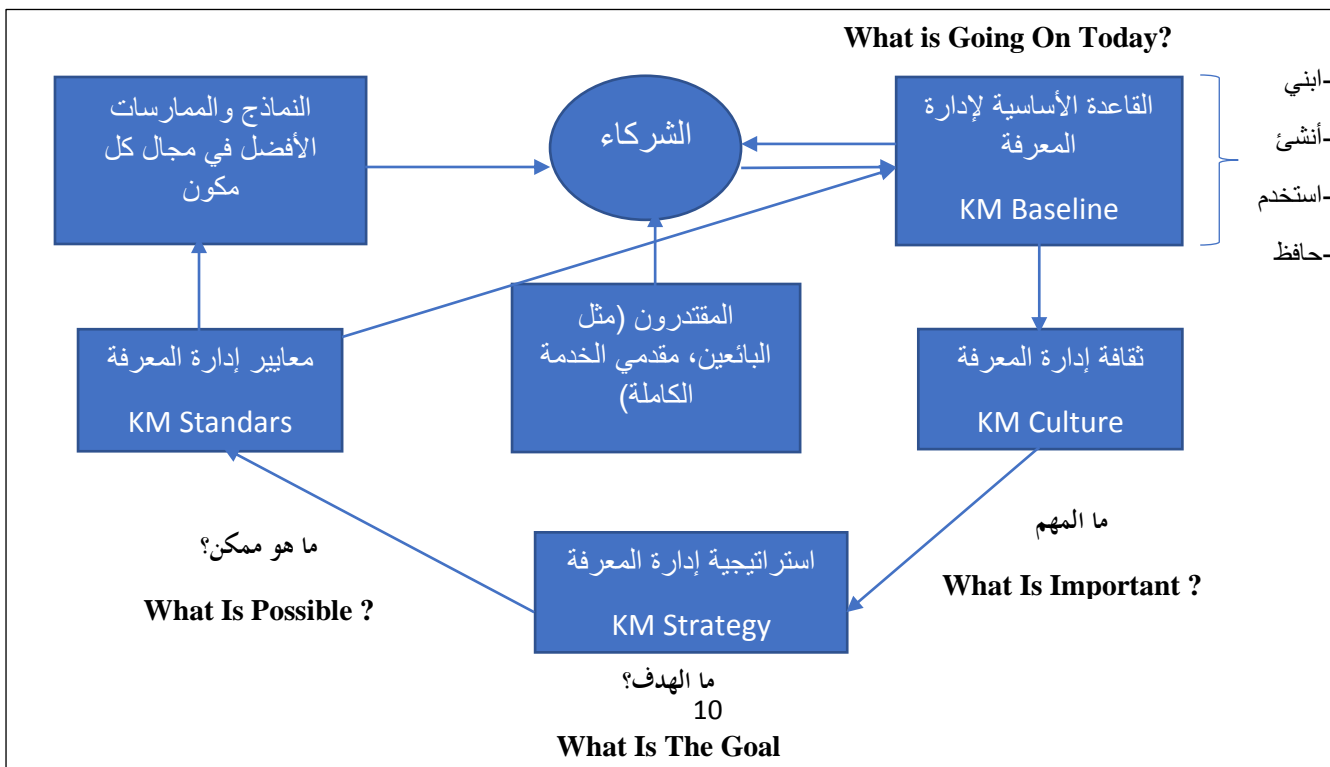 What is Going On Today?
القاعدة الأساسية لإدارة
المعرفة
KM Baseline
-ابني
-أنشئ
-استخدم
-حافظ
الشركاء
النماذج والممارسات
الأفضل في مجال كل
مكون
المقتدرون (مثل
البائعين، مقدمي الخدمة
الكاملة)
معايير إدارة المعرفة
KM Standars
ثقافة إدارة المعرفة
KM Culture
ما المهم
What Is Important ?
استراتيجية إدارة المعرفة
KM Strategy
ما هو ممكن؟
What Is Possible ?
ما الهدف؟
10
What Is The Goal